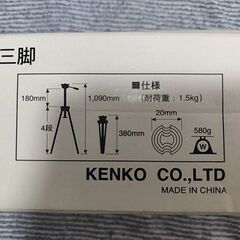 三脚
■仕様
(耐荷重:1.5kg)
180mm
1,090mm
4段
380mm
20mm
580g
W
KENKO CO.,LTD
MADE IN CHINA